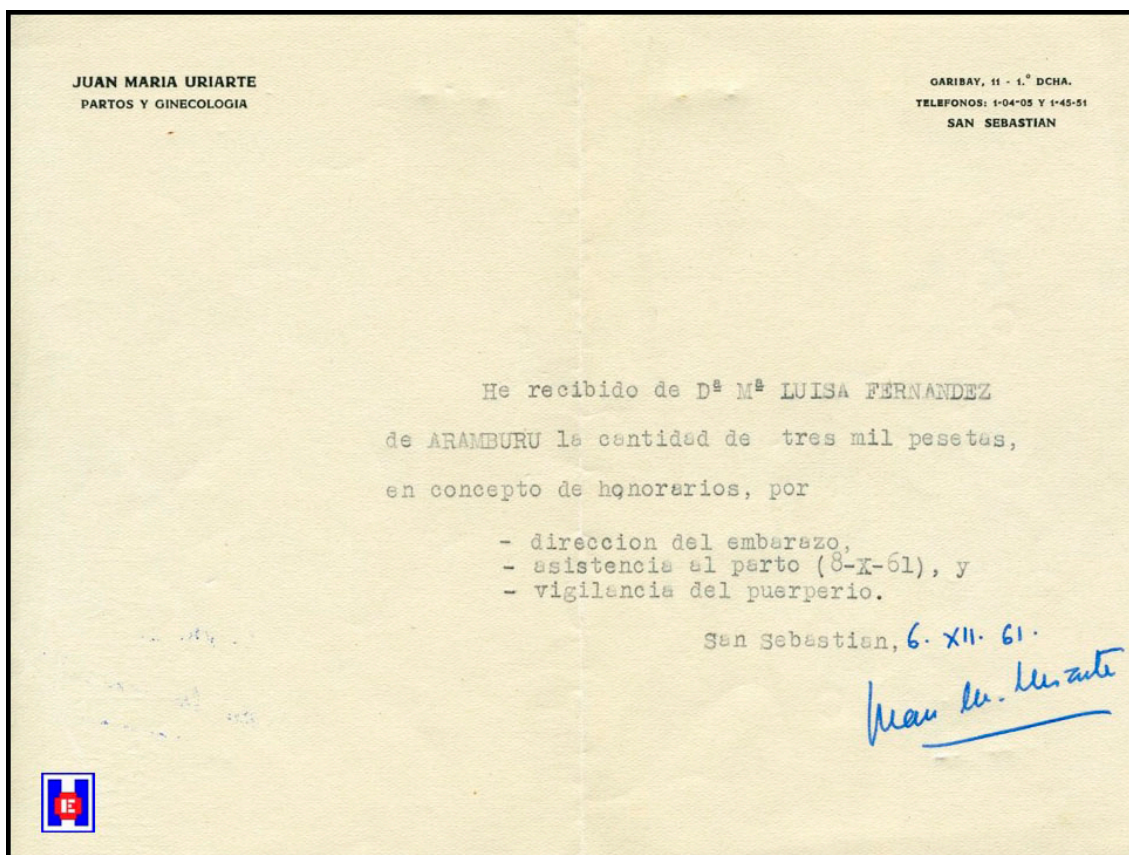 JUAN MARIA URIARTE
PARTOS Y GINECOLOGIA
GARIBAY, 11 - 1.º DCHA.
TELEFONOS: 1-04-05 Y 1-45-51
SAN SEBASTIAN
He recibido de Dª Mª LUISA FERNANDEZ
de ARAMBURU la cantidad de tres mil pesetas,
en concepto de honorarios, por
- direccion del embarazo,
- asistencia al parto (8-X-61), y
- vigilancia del puerperio.
San Sebastian, 6. XII. 61.
Juan M. Uriarte
E